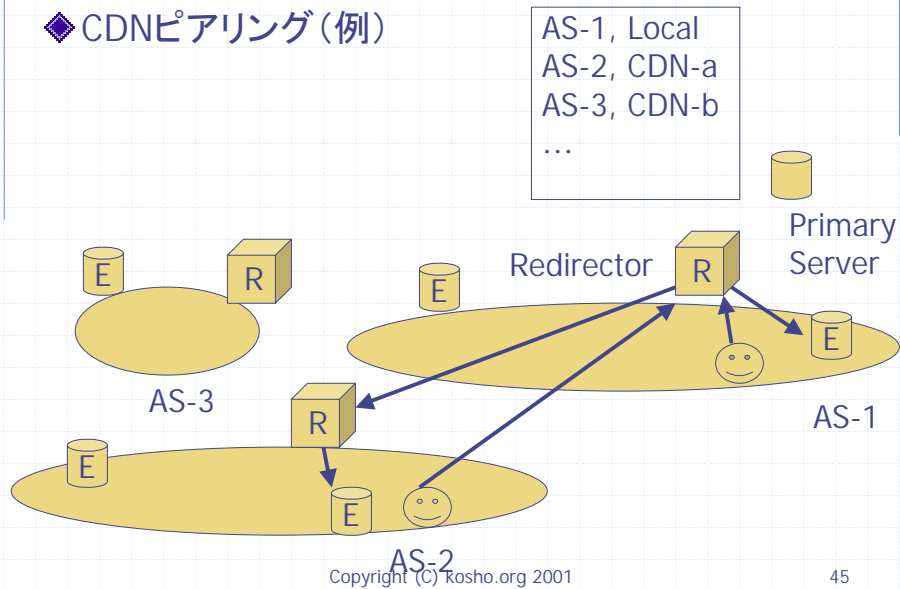 CDNピアリング（例）
AS-1, Local
AS-2, CDN-a
AS-3, CDN-b
...
Primary
Server
Redirector
R
E
R
E
E
AS-3
AS-1
R
E
E
AS-2
Copyright (C) kosho.org 2001
45